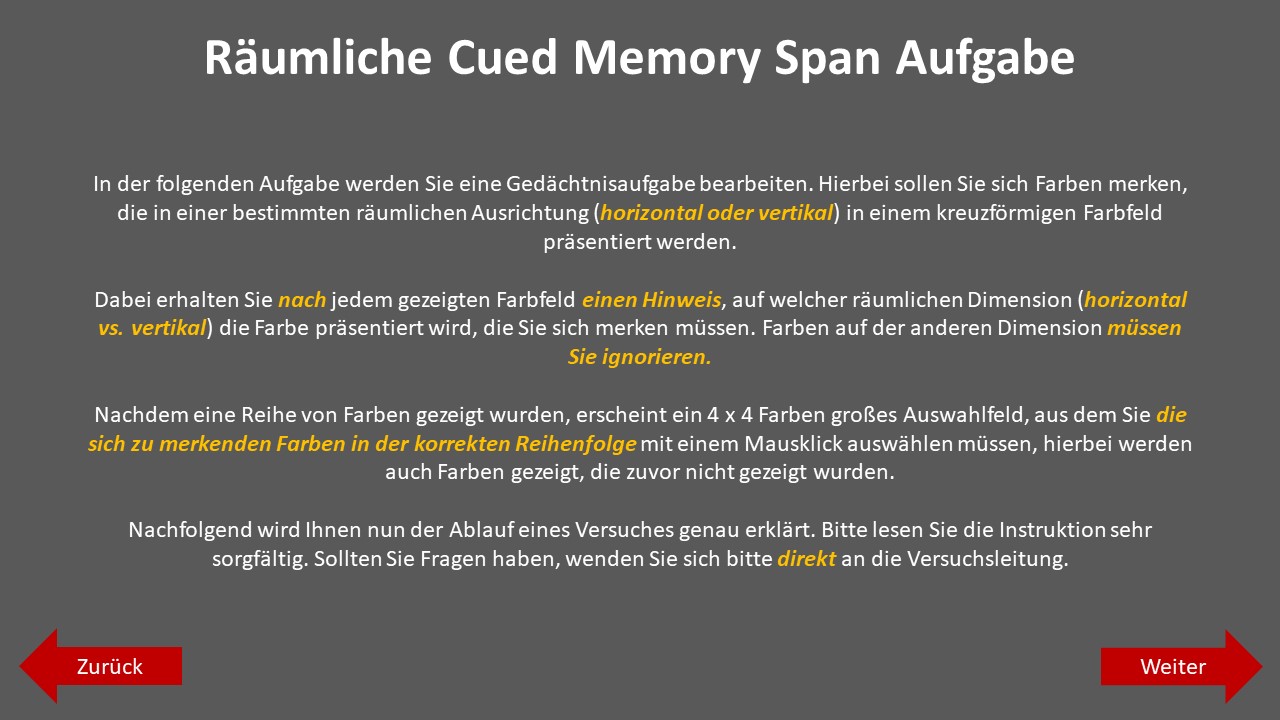 Räumliche Cued Memory Span Aufgabe
In der folgenden Aufgabe werden Sie eine Gedächtnisaufgabe bearbeiten. Hierbei sollen Sie sich Farben merken,
die in einer bestimmten räumlichen Ausrichtung (horizontal oder vertikal) in einem kreuzförmigen Farbfeld
präsentiert werden.
Dabei erhalten Sie nach jedem gezeigten Farbfeld einen Hinweis, auf welcher räumlichen Dimension (horizontal
vs. vertikal) die Farbe präsentiert wird, die Sie sich merken müssen. Farben auf der anderen Dimension müssen
Sie ignorieren.
Nachdem eine Reihe von Farben gezeigt wurden, erscheint ein 4 x 4 Farben großes Auswahlfeld, aus dem Sie die
sich zu merkenden Farben in der korrekten Reihenfolge mit einem Mausklick auswählen müssen, hierbei werden
auch Farben gezeigt, die zuvor nicht gezeigt wurden.
Nachfolgend wird Ihnen nun der Ablauf eines Versuches genau erklärt. Bitte lesen Sie die Instruktion sehr
sorgfältig. Sollten Sie Fragen haben, wenden Sie sich bitte direkt an die Versuchsleitung.
Zurück
Weiter